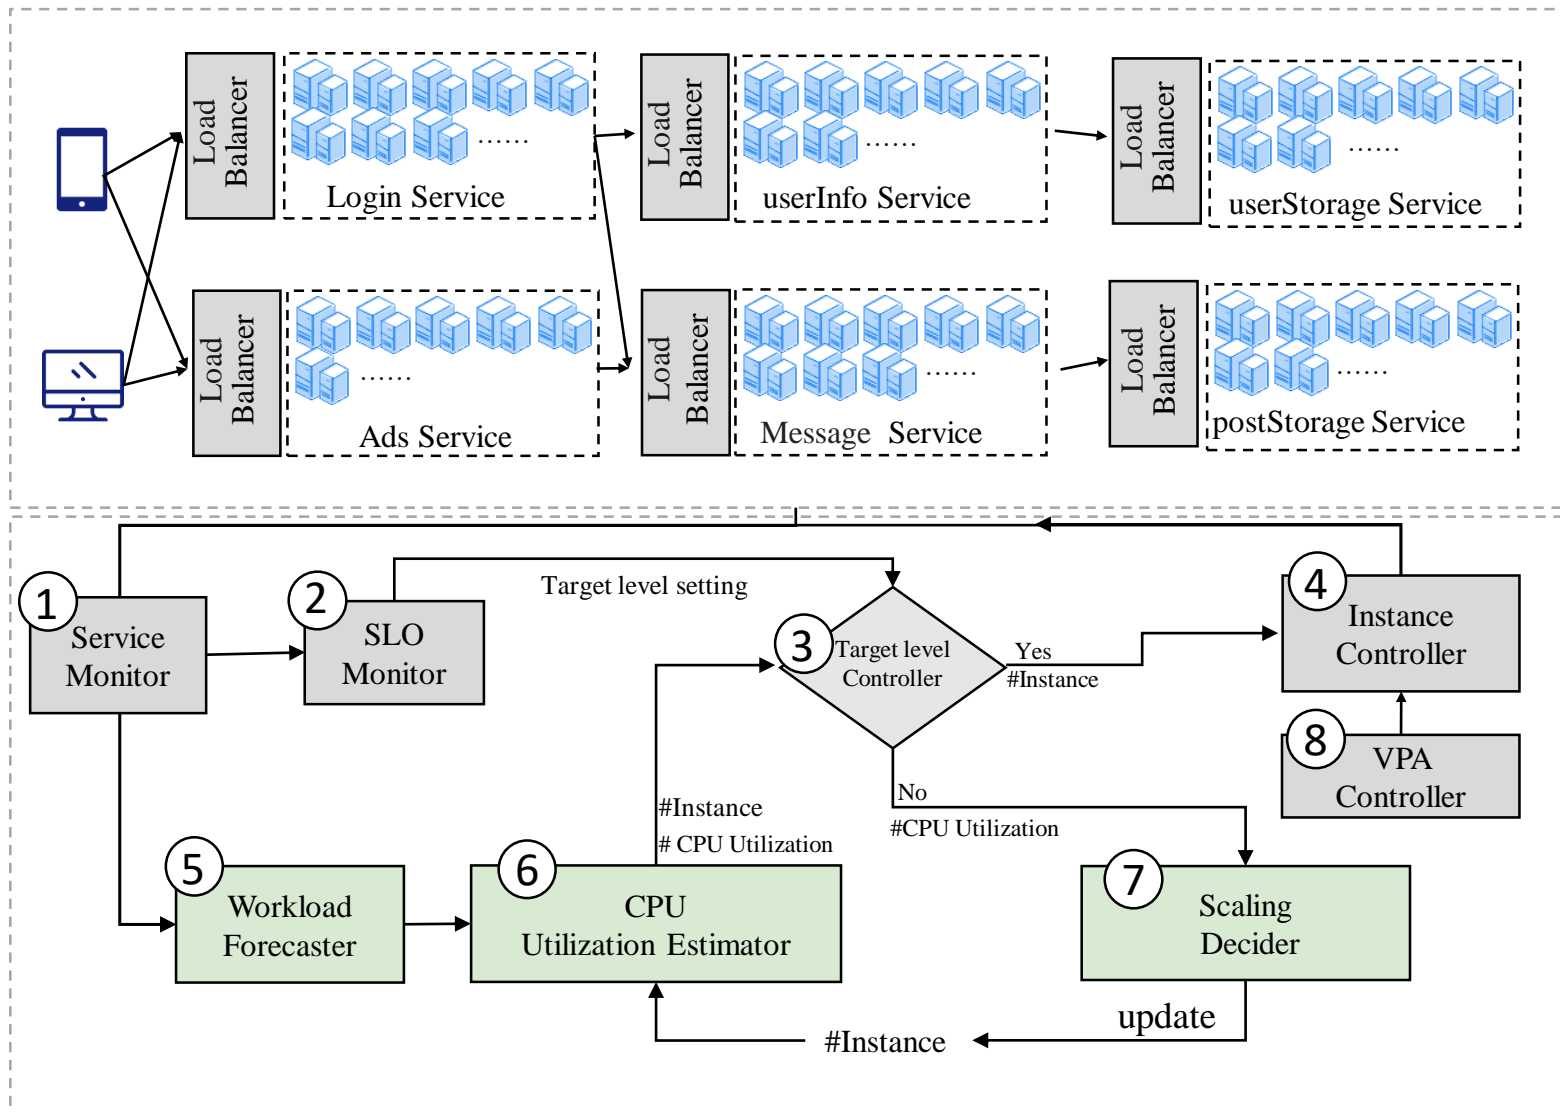 Load
Balancer
......
Login Service
Load
Balancer
......
userInfo Service
Load
Balancer
......
userStorage Service
Load
Balancer
......
Ads Service
Load
Balancer
......
Message Service
Load
Balancer
......
postStorage Service
1
Service
Monitor
2
SLO
Monitor
Target level setting
3
Target level
Controller
Yes
#Instance
4
Instance
Controller
8
VPA
Controller
No
#CPU Utilization
#Instance
# CPU Utilization
5
Workload
Forecaster
6
CPU
Utilization Estimator
7
Scaling
Decider
update
#Instance